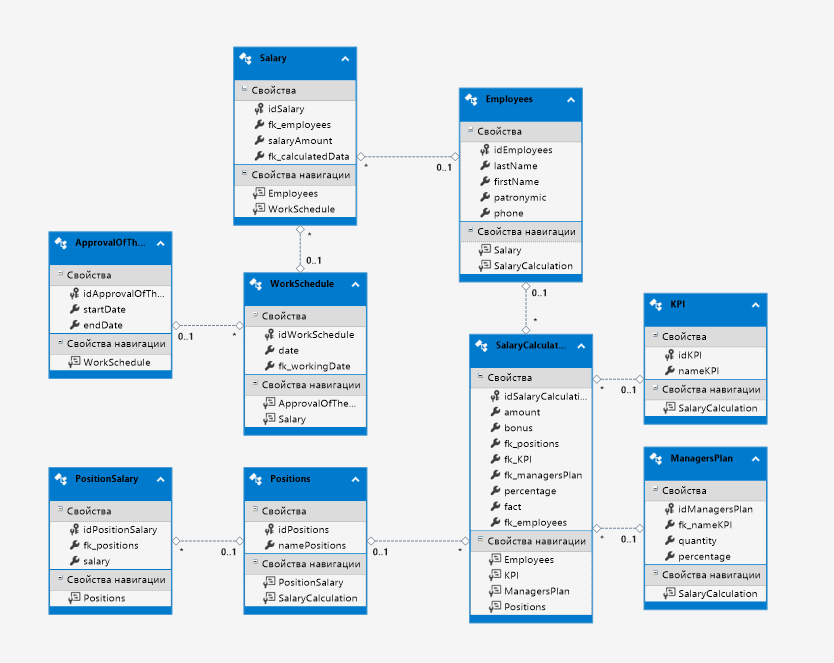 Salary
Свойства
idSalary
fk_employees
salaryAmount
fk_calculatedData
Свойства навигации
Employees
WorkSchedule
Employees
Свойства
idEmployees
lastName
firstName
patronymic
phone
Свойства навигации
Salary
SalaryCalculation
*
0..1
*
0..1
ApprovalOfTh...
Свойства
idApprovalOfTh...
startDate
endDate
Свойства навигации
WorkSchedule
0..1
*
WorkSchedule
Свойства
idWorkSchedule
date
fk_workingDate
Свойства навигации
ApprovalOfThe...
Salary
0..1
*
SalaryCalculat...
Свойства
idSalaryCalculati...
amount
bonus
fk_positions
fk_KPI
fk_managersPlan
percentage
fact
fk_employees
Свойства навигации
Employees
KPI
ManagersPlan
Positions
*
0..1
KPI
Свойства
idKPI
nameKPI
Свойства навигации
SalaryCalculation
*
0..1
ManagersPlan
Свойства
idManagersPlan
fk_nameKPI
quantity
percentage
Свойства навигации
SalaryCalculation
PositionSalary
Свойства
idPositionSalary
fk_positions
salary
Свойства навигации
Positions
*
0..1
Positions
Свойства
idPositions
namePositions
Свойства навигации
PositionSalary
SalaryCalculation
0..1
*